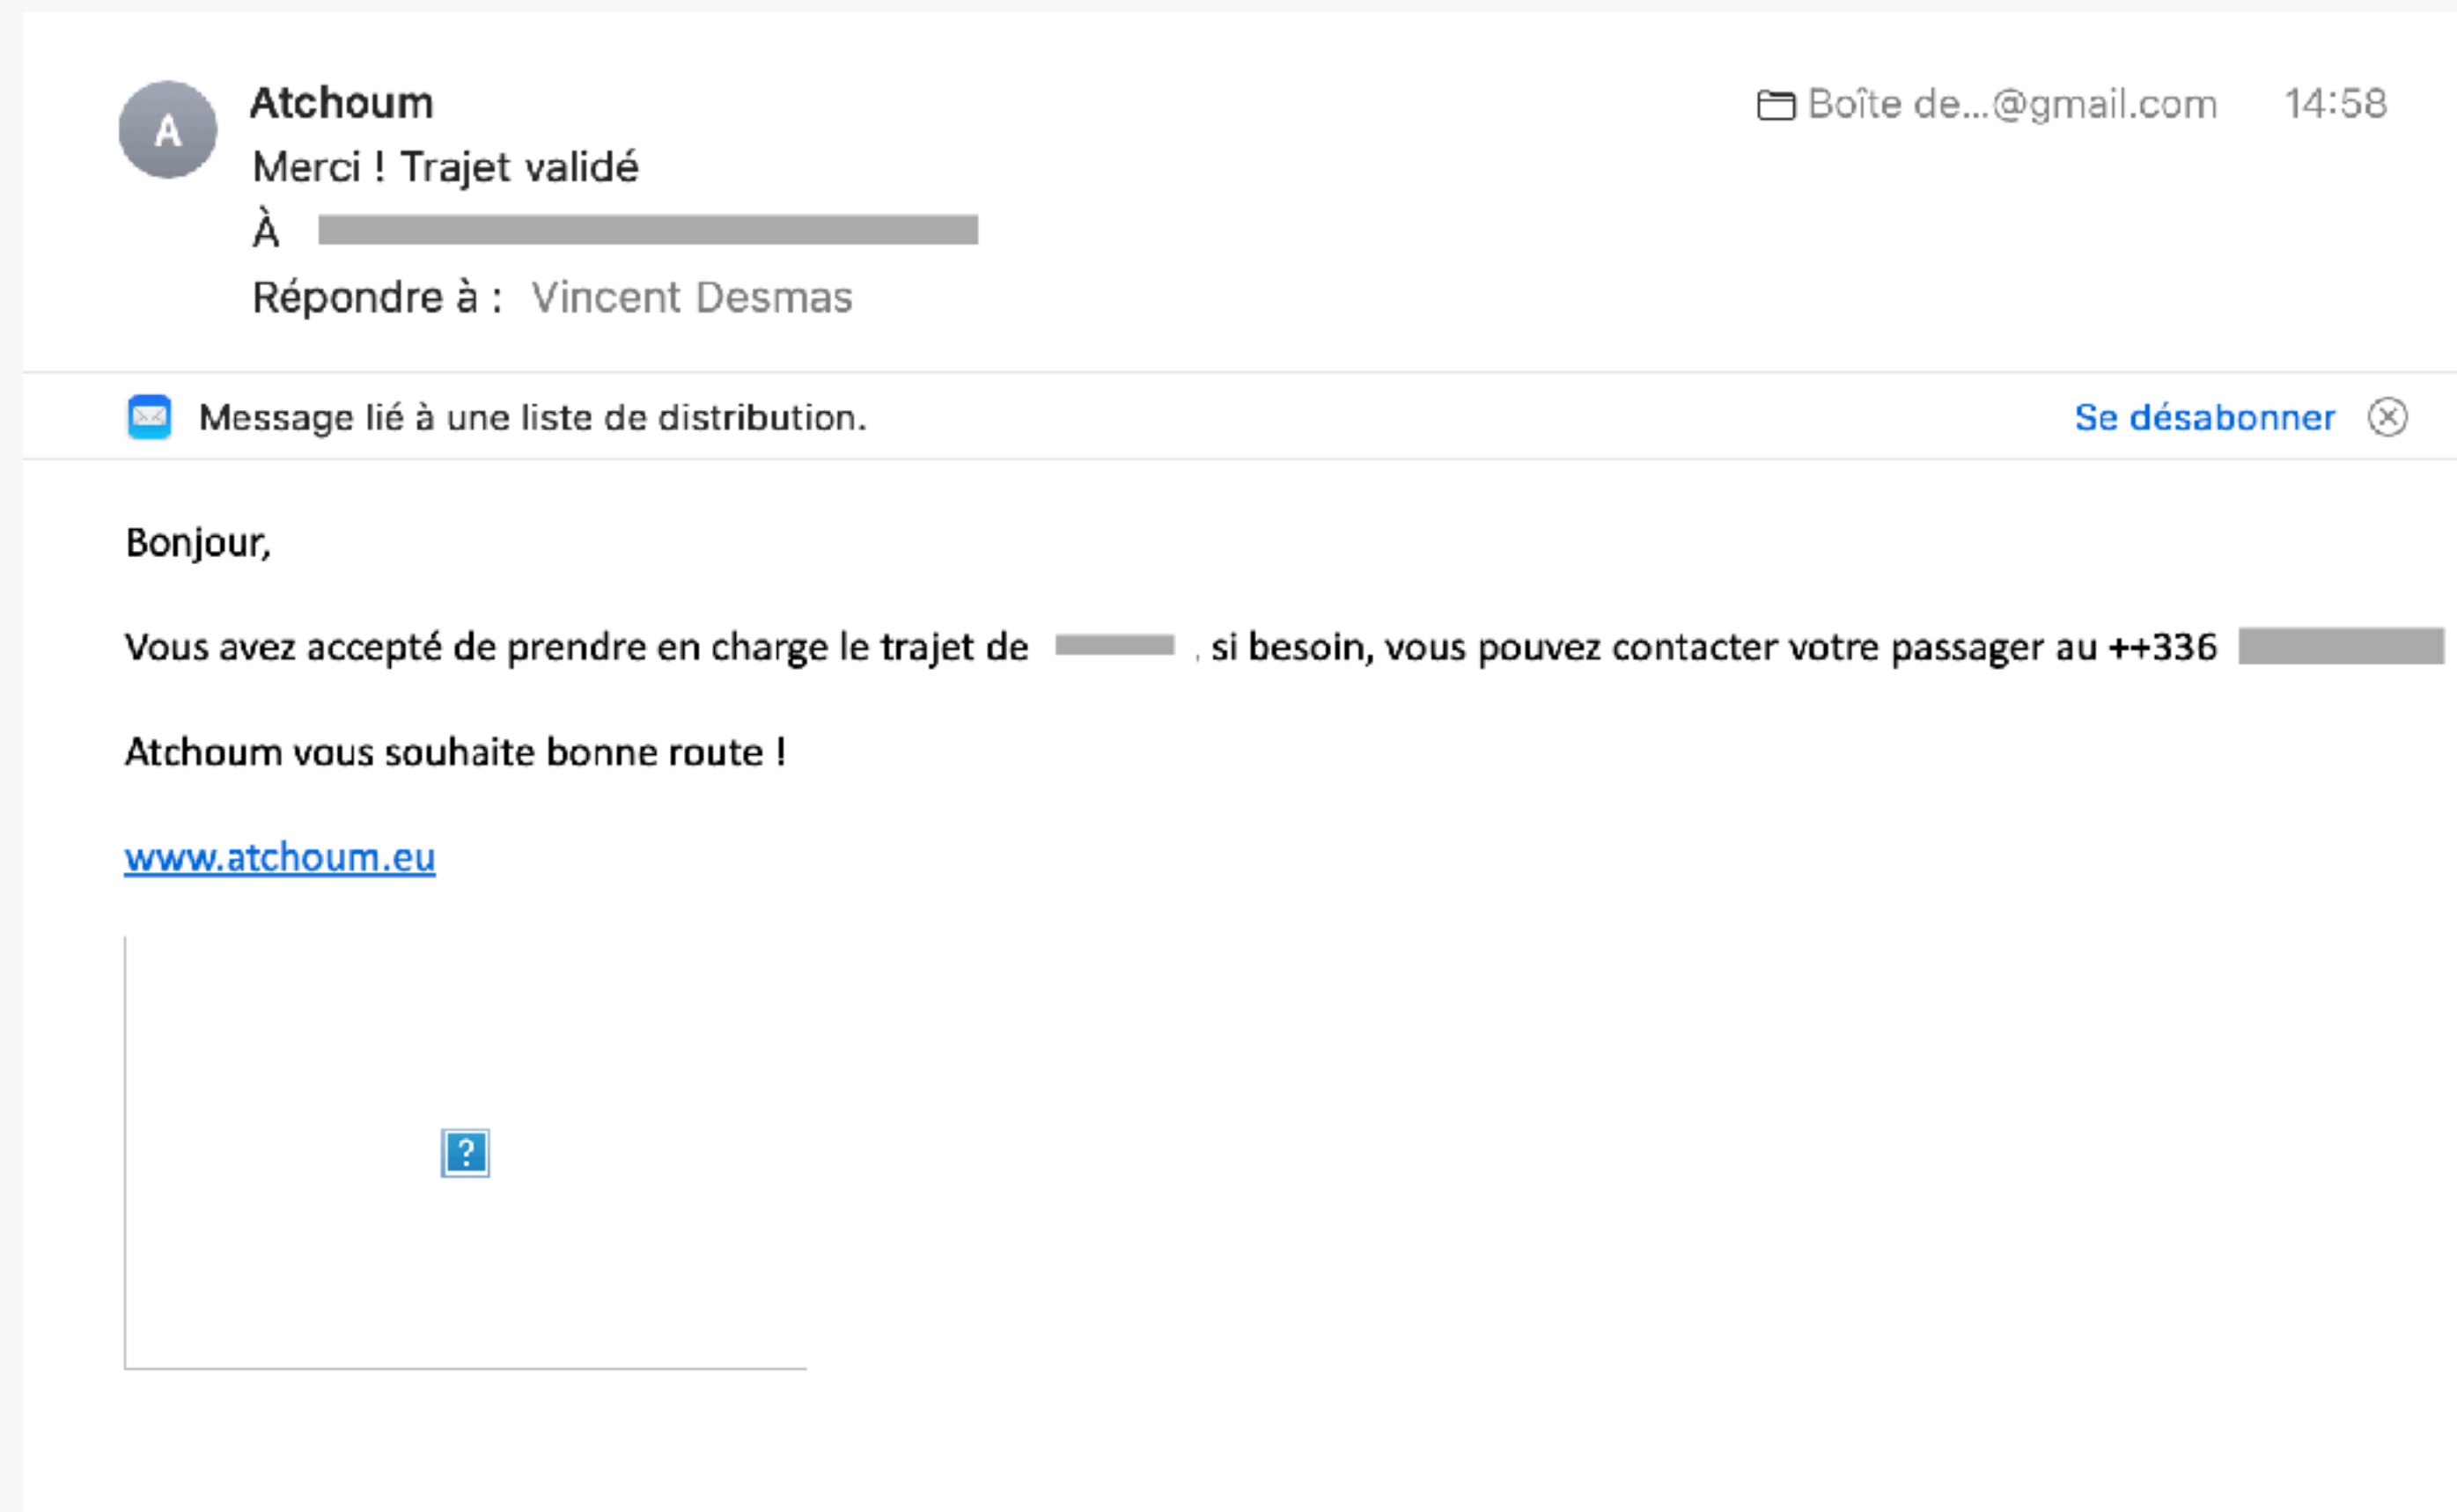 A
Atchoum
Boîte de...@gmail.com 14:58
Merci ! Trajet validé
À
Répondre à : Vincent Desmas
Message lié à une liste de distribution.
Se désabonner
Bonjour,
Vous avez accepté de prendre en charge le trajet de , si besoin, vous pouvez contacter votre passager au ++336
Atchoum vous souhaite bonne route !
www.atchoum.eu
?